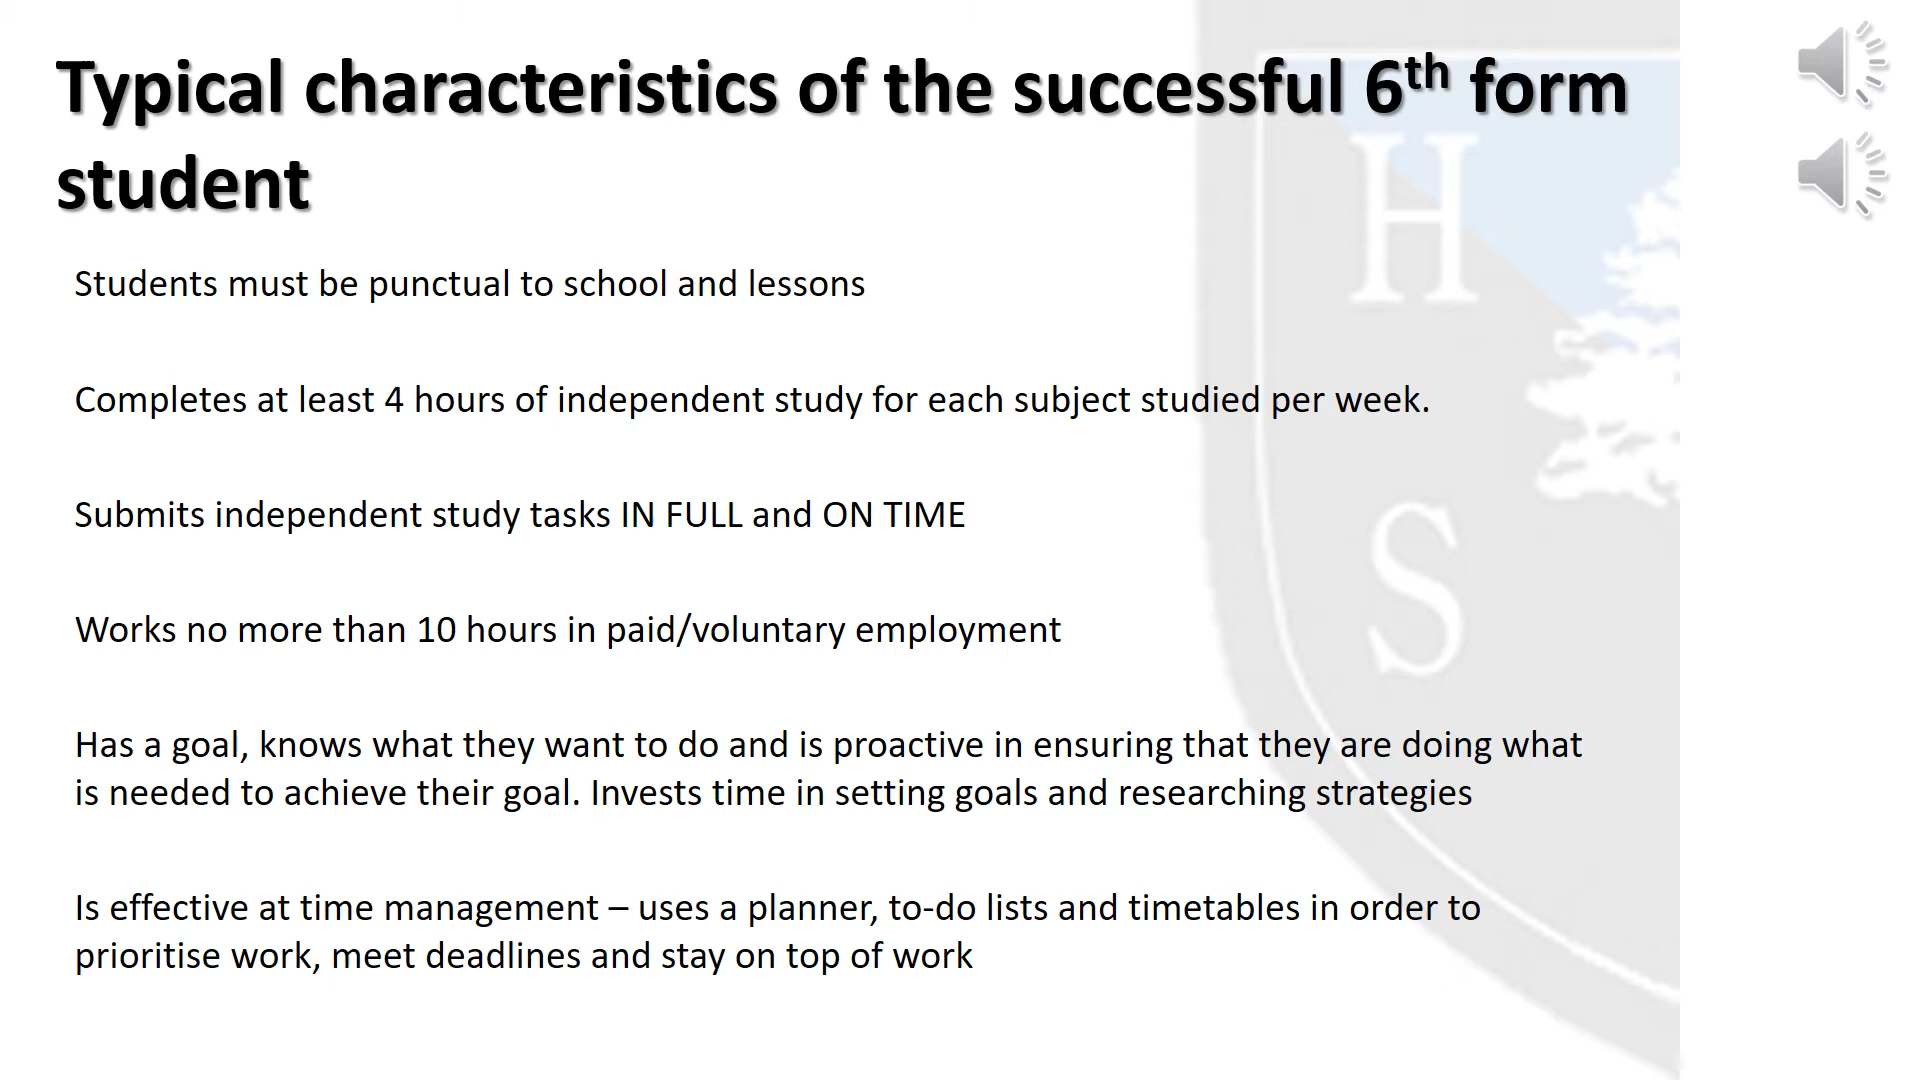 Typical characteristics of the successful 6th form
student
Students must be punctual to school and lessons
Completes at least 4 hours of independent study for each subject studied per week.
Submits independent study tasks IN FULL and ON TIME
Works no more than 10 hours in paid/voluntary employment
Has a goal, knows what they want to do and is proactive in ensuring that they are doing what
is needed to achieve their goal. Invests time in setting goals and researching strategies
Is effective at time management – uses a planner, to-do lists and timetables in order to
prioritise work, meet deadlines and stay on top of work
H
S